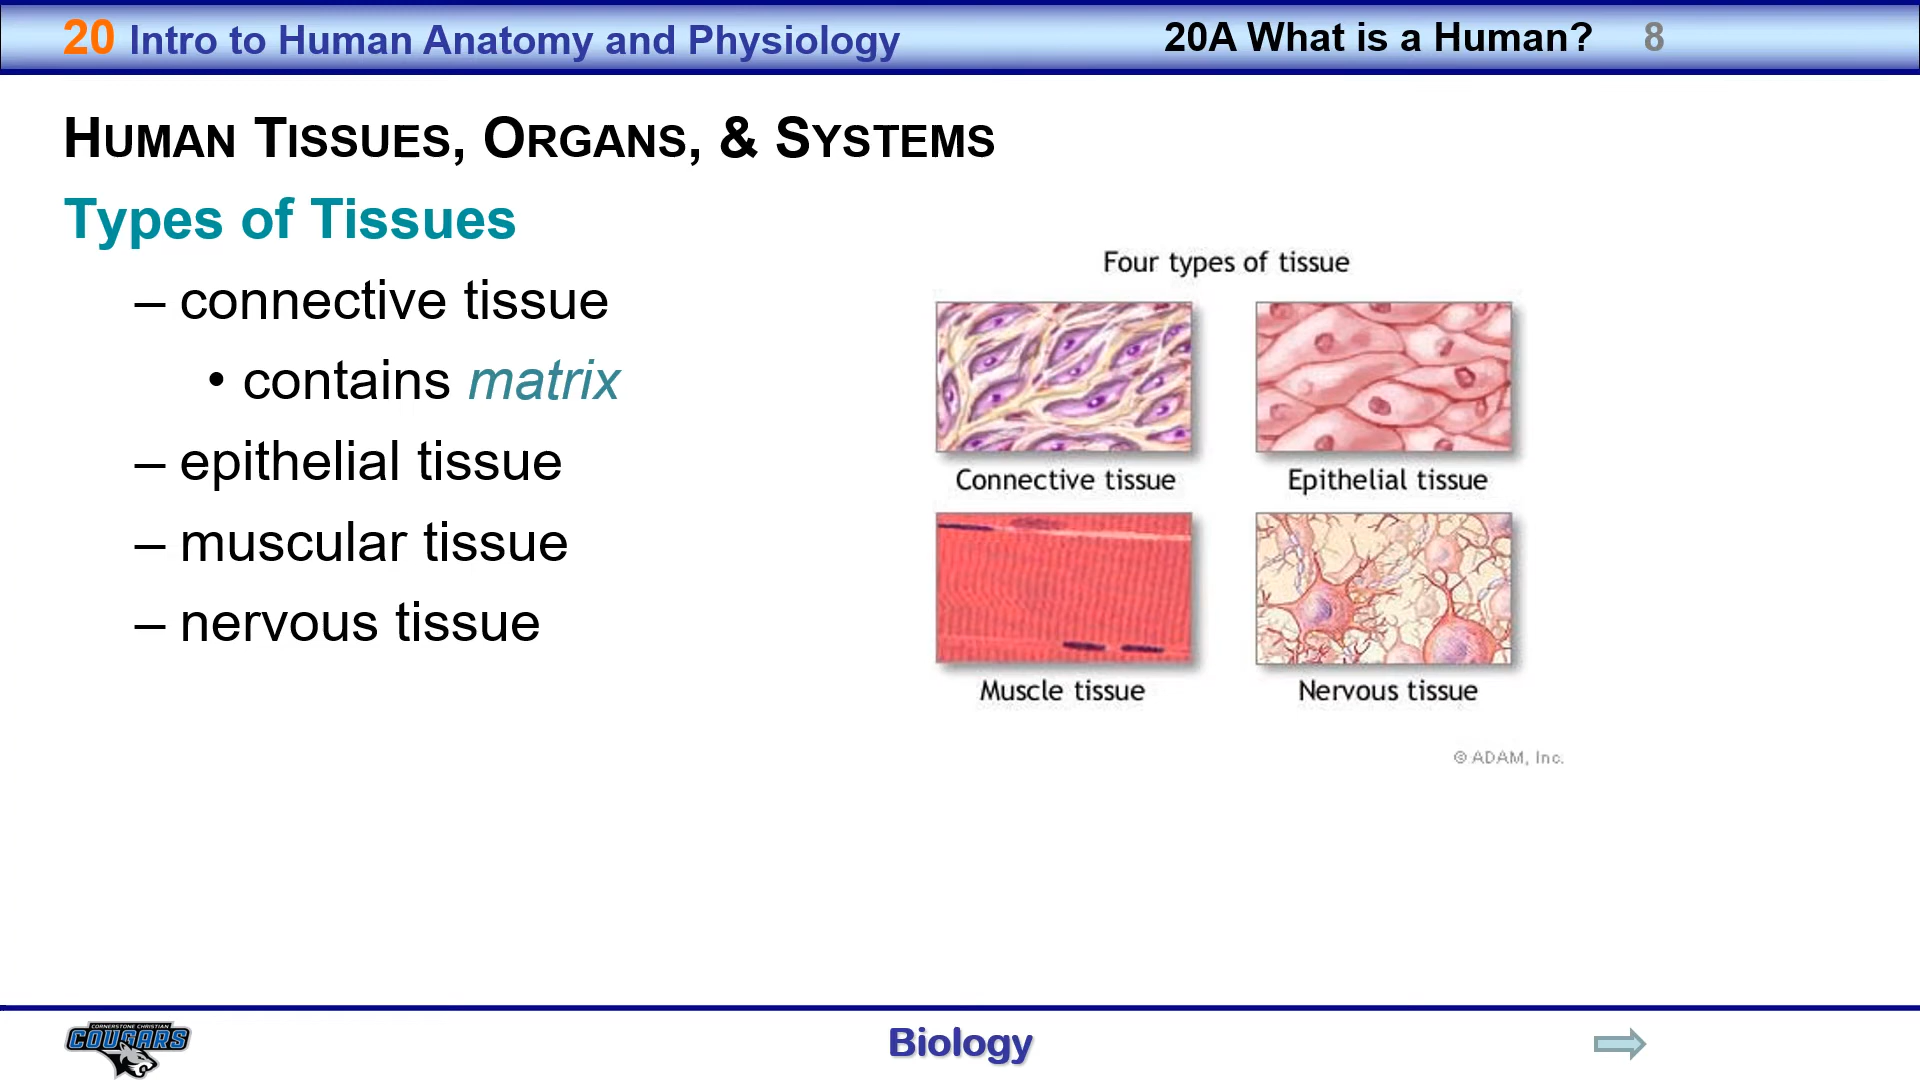 20 Intro to Human Anatomy and Physiology
20A What is a Human? 8
HUMAN TISSUES, ORGANS, & SYSTEMS
Types of Tissues
– connective tissue
• contains matrix
– epithelial tissue
– muscular tissue
– nervous tissue
Four types of tissue
Connective tissue
Epithelial tissue
Muscle tissue
Nervous tissue
© ADAM, Inc.
CORNERSTONE CHRISTIAN
COUGARS
Biology